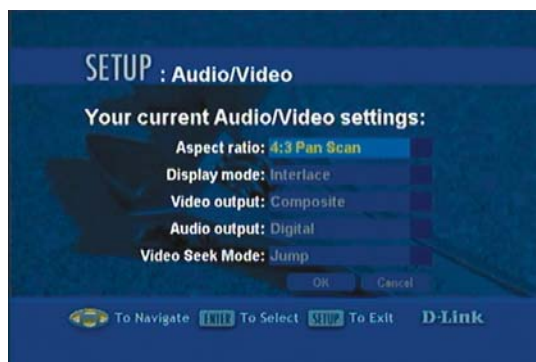 SETUP : Audio/Video
Your current Audio/Video settings:
Aspect ratio: 4:3 Pan Scan
Display mode: Interlace
Video output: Composite
Audio output: Digital
Video Seek Mode: Jump
OK Cancel
To Navigate ENTER To Select SETUP To Exit D-Link